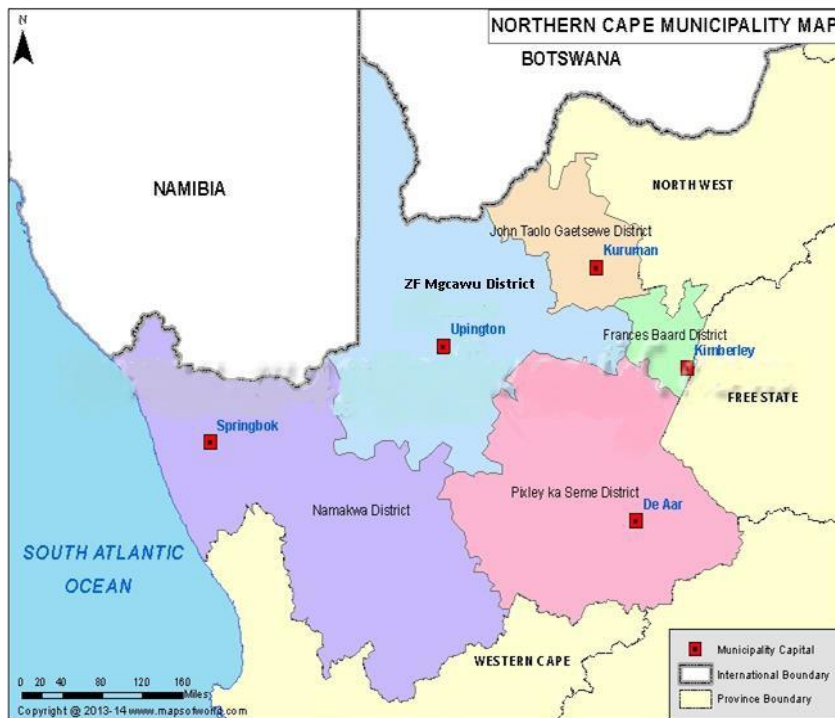 NORTHERN CAPE MUNICIPALITY MAP
N
BOTSWANA
NAMIBIA
NORTH WEST
John Taolo Gaetsewe District
Kuruman
ZF Mgcawu District
Upington
Frances Baard District
Kimberley
FREE STATE
Springbok
Pixley ka Seme District
Namakwa District
De Aar
SOUTH ATLANTIC
OCEAN
WESTERN CAPE
Municipality Capital
International Boundary
Province Boundary
0 20 40 80 120 160
Miles
Copyright @ 2013-14 www.mapsofworld.com